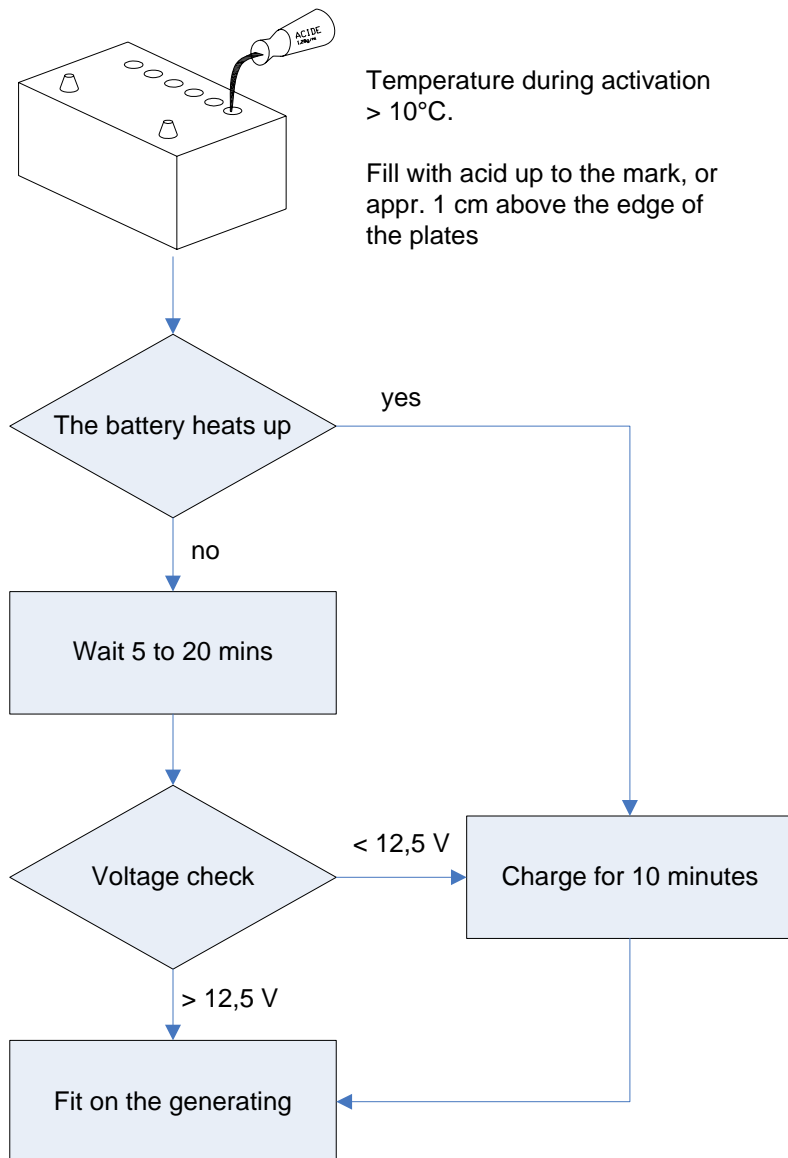 ACIDE
Temperature during activation
> 10°C.
Fill with acid up to the mark, or
appr. 1 cm above the edge of
the plates
The battery heats up
yes
no
Wait 5 to 20 mins
Voltage check
< 12,5 V
Charge for 10 minutes
> 12,5 V
Fit on the generating